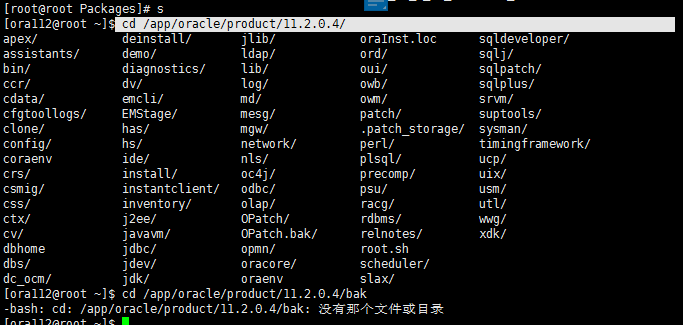 [root@root Packages]# s
[ora112@root ~]$ cd /app/oracle/product/11.2.0.4/
apex/ deinstall/ jlib/ oraInst.loc sqldeveloper/
assistants/ demo/ ldap/ ord/ sqlj/
bin/ diagnostics/ lib/ oui/ sqlpatch/
ccr/ dv/ log/ owb/ sqlplus/
cdata/ emcli/ md/ owm/ srvm/
cfgtoollogs/ EMStage/ mesg/ patch/ suptools/
clone/ has/ mgw/ .patch_storage/ sysman/
config/ hs/ network/ perl/ timingframework/
coraenv ide/ nls/ plsql/ ucp/
crs/ install/ oc4j/ precomp/ uix/
csmig/ instantclient/ odbc/ psu/ usm/
css/ inventory/ olap/ racg/ utl/
ctx/ j2ee/ OPatch/ rdbms/ wwg/
cv/ javavm/ OPatch.bak/ relnotes/ xdk/
dbhome jdbc/ opmn/ root.sh
dbs/ jdev/ oracore/ scheduler/
dc_ocm/ jdk/ oraenv slax/
[ora112@root ~]$ cd /app/oracle/product/11.2.0.4/bak
-bash: cd: /app/oracle/product/11.2.0.4/bak: 没有那个文件或目录
[ora112@root ~]$